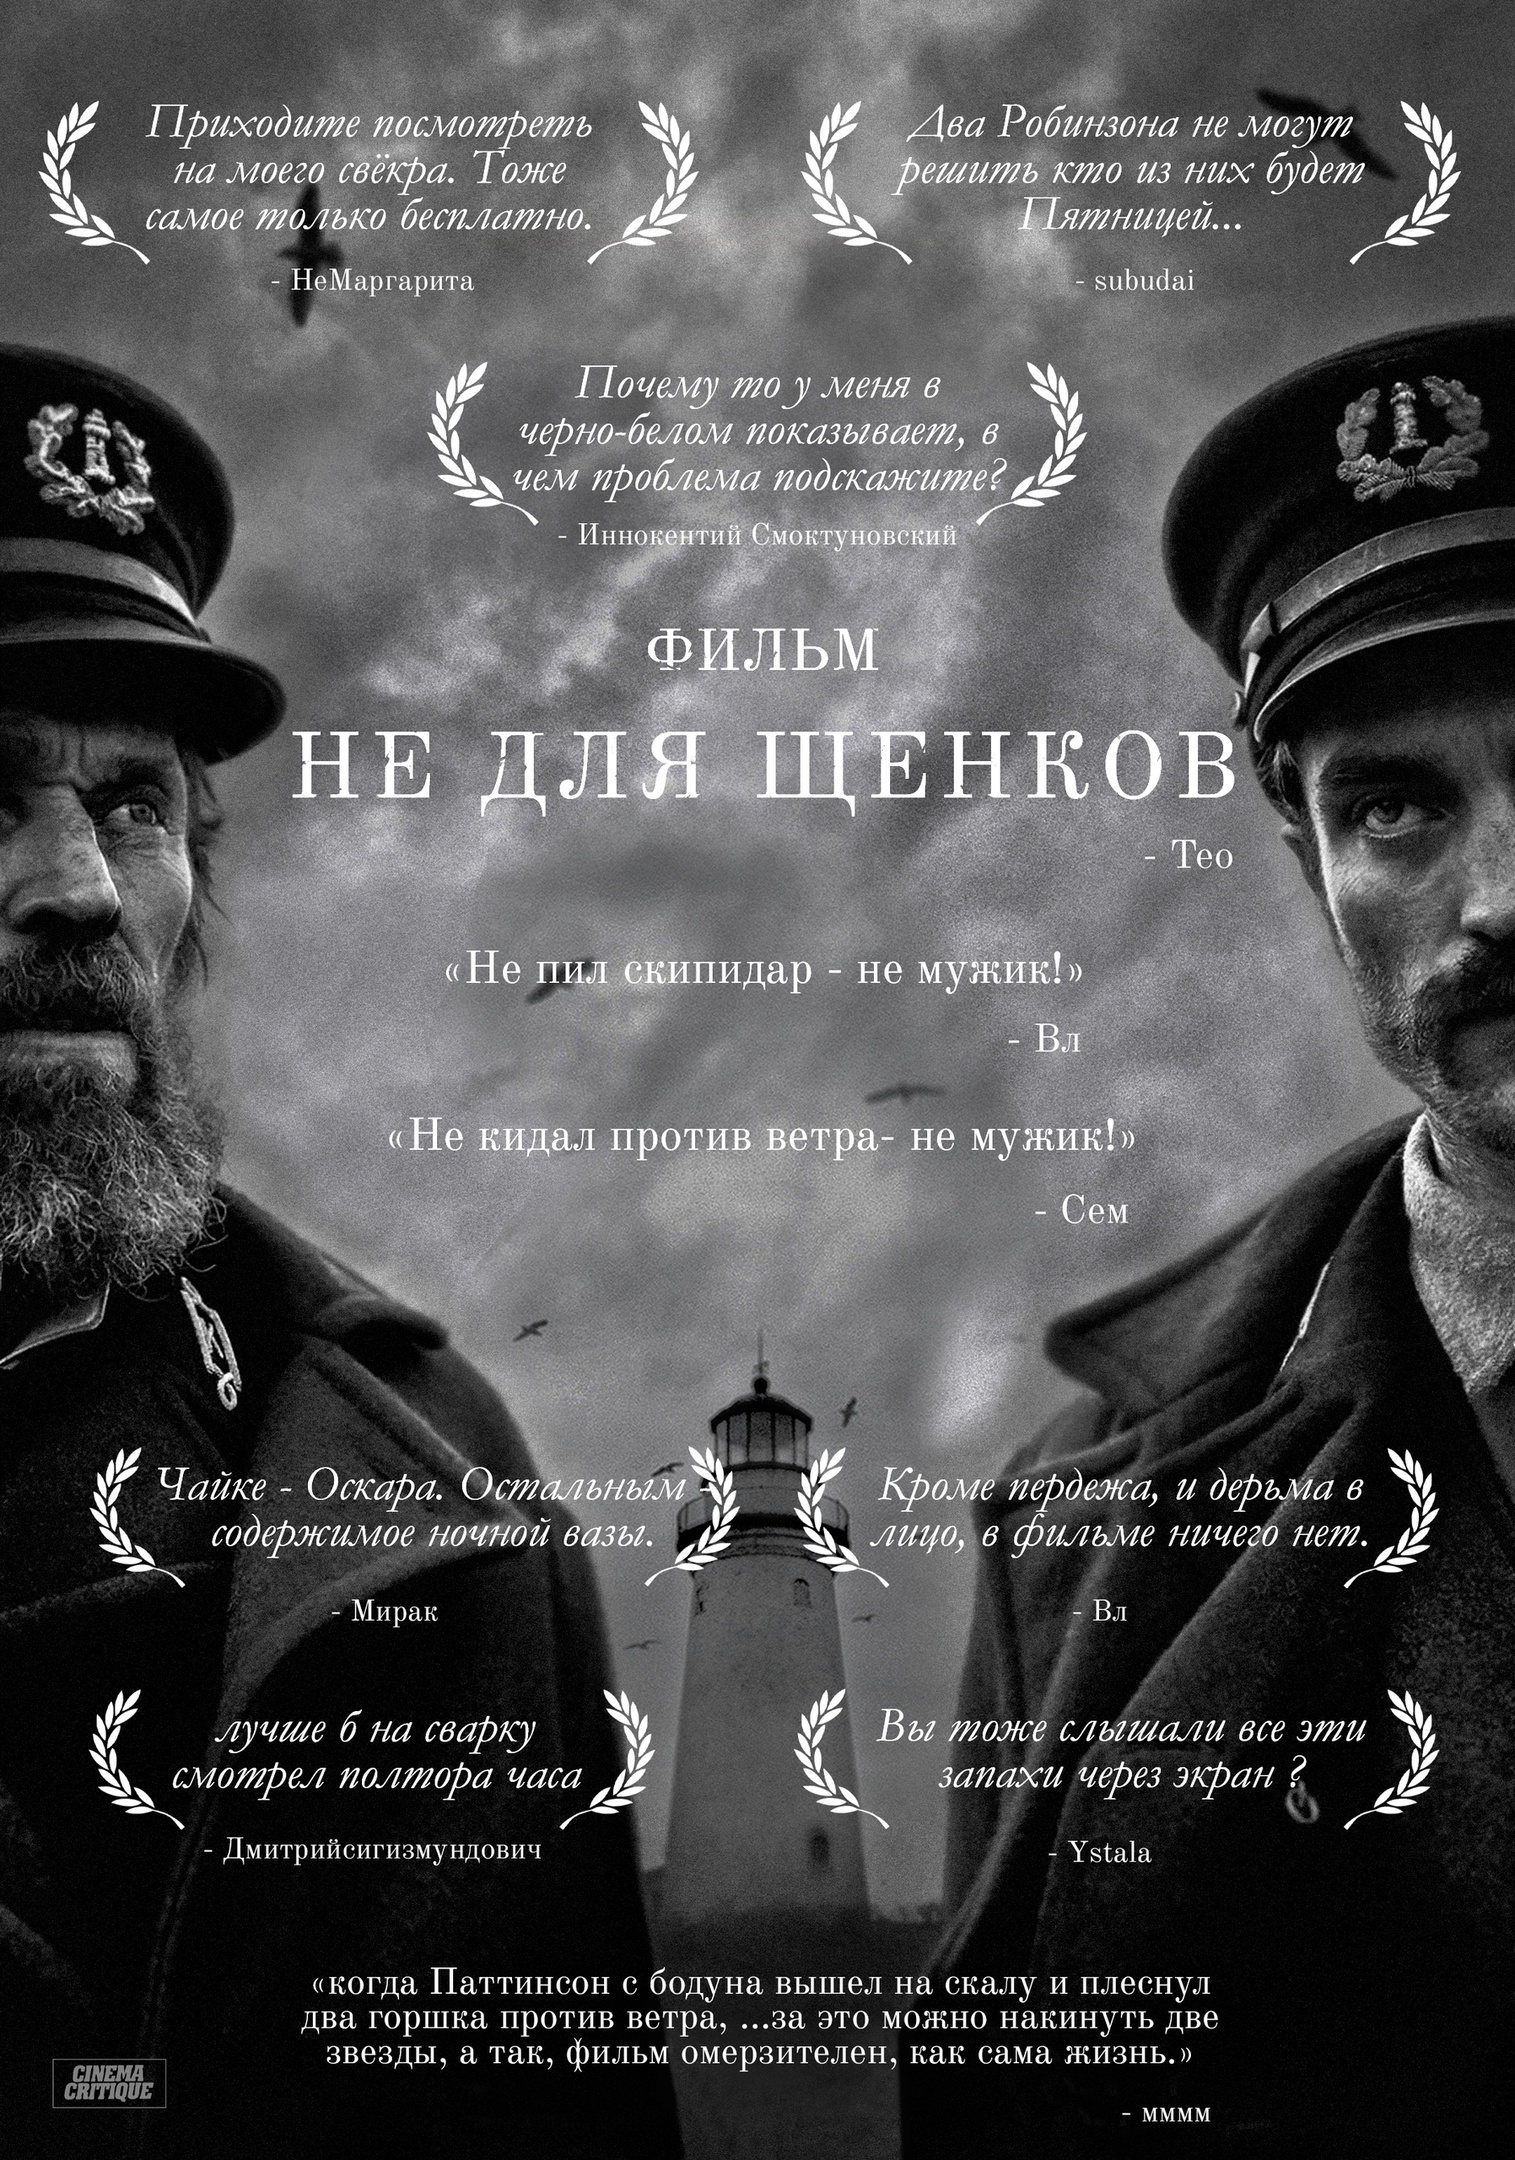 Приходите посмотреть
на моего свёкра. Тоже
самое только бесплатно.
- НеМаргарита
Два Робинзона не могут
решить кто из них будет
Пятницей...
- subudai
Почему то у меня в
черно-белом показывает, в
чем проблема подскажите?
- Иннокентий Смоктуновский
ФИЛЬМ
НЕ ДЛЯ ЩЕНКОВ
- Тео
«Не пил скипидар - не мужик!»
- Вл
«Не кидал против ветра- не мужик!»
- Сем
Чайке - Оскара. Остальным -
содержимое ночной вазы.
- Мирак
Кроме пердежа, и дерьма в
лицо, в фильме ничего нет.
- Вл
лучше б на сварку
смотрел полтора часа
- Дмитрийсигизмундович
Вы тоже слышали все эти
запахи через экран ?
- Ystala
«когда Паттинсон с бодуна вышел на скалу и плеснул
два горшка против ветра, ...за это можно накинуть две
звезды, а так, фильм омерзителен, как сама жизнь.»
- мммм
CINEMA
CRITIQUE